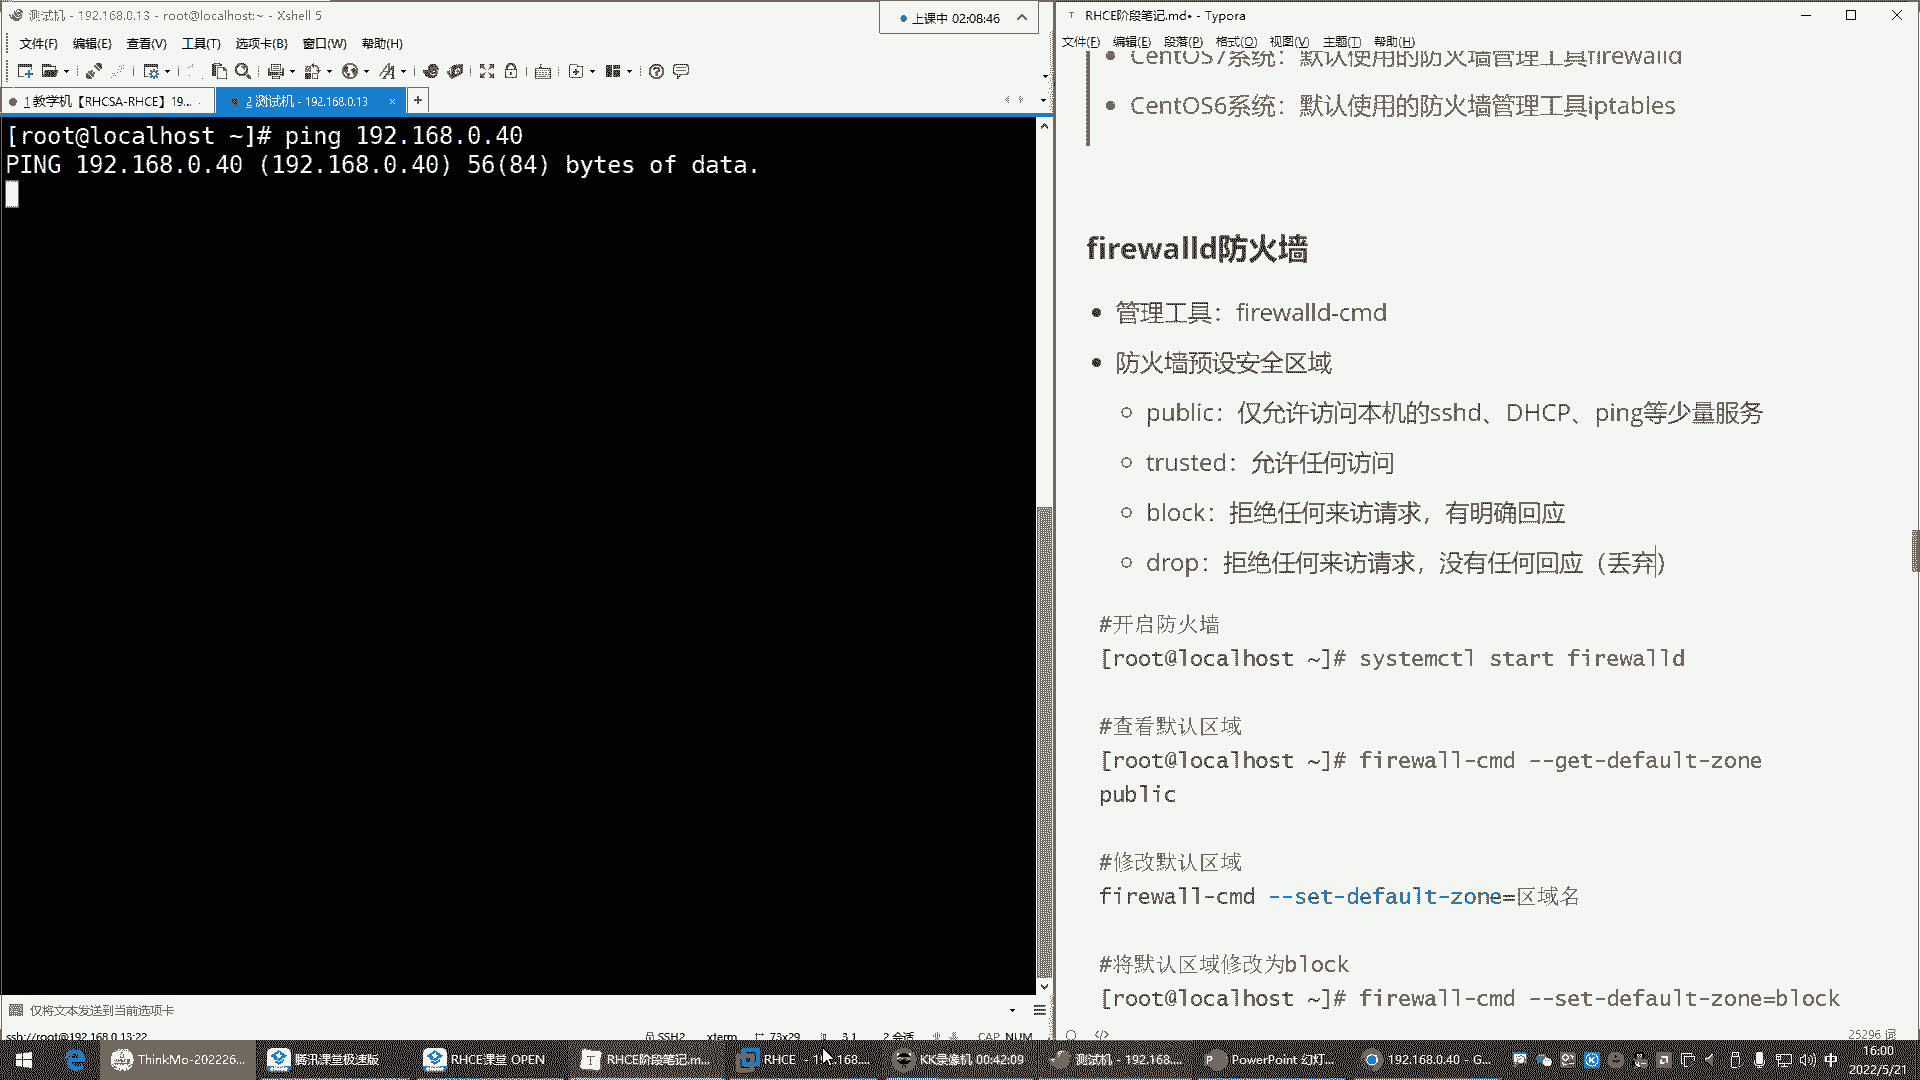 测试机 - 192.168.0.13 - root@localhost:~ - Xshell 5
上课中 02:08:46
文件(F) 编辑(E) 查看(V) 工具(T) 选项卡(B) 窗口(W) 帮助(H)
1 教学机【RHCSA-RHCE】19...
2 测试机 - 192.168.0.13
[root@localhost ~]# ping 192.168.0.40
PING 192.168.0.40 (192.168.0.40) 56(84) bytes of data.
仅将文本发送到当前选项卡
ssh://root@192.168.0.13:22
SSH2 xterm 73x29 3,1 2 会话 CAP NUM
RHCE阶段笔记.md• - Typora
文件(F) 编辑(E) 段落(P) 格式(O) 视图(V) 主题(T) 帮助(H)
CentOS7系统：默认使用的防火墙管理工具firewalld
CentOS6系统：默认使用的防火墙管理工具iptables
firewalld防火墙
管理工具：firewalld-cmd
防火墙预设安全区域
public：仅允许访问本机的sshd、DHCP、ping等少量服务
trusted：允许任何访问
block：拒绝任何来访请求，有明确回应
drop：拒绝任何来访请求，没有任何回应（丢弃）
#开启防火墙
[root@localhost ~]# systemctl start firewalld
#查看默认区域
[root@localhost ~]# firewall-cmd --get-default-zone
public
#修改默认区域
firewall-cmd --set-default-zone=区域名
#将默认区域修改为block
[root@localhost ~]# firewall-cmd --set-default-zone=block
25296 词
ThinkMo-202226...
腾讯课堂极速版
RHCE课堂 OPEN
RHCE阶段笔记.m...
KK录像机 00:42:09
测试机 - 192.168....
PowerPoint 幻灯...
192.168.0.40 - G...
中
16:00
2022/5/21